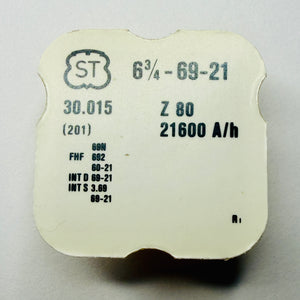 ST 6¾-69-21
30.015 Z 80
(201) 21600 A/h
69N
FHF 692
69-21
INT D 69-21
INT S 3.69
69-21
R1